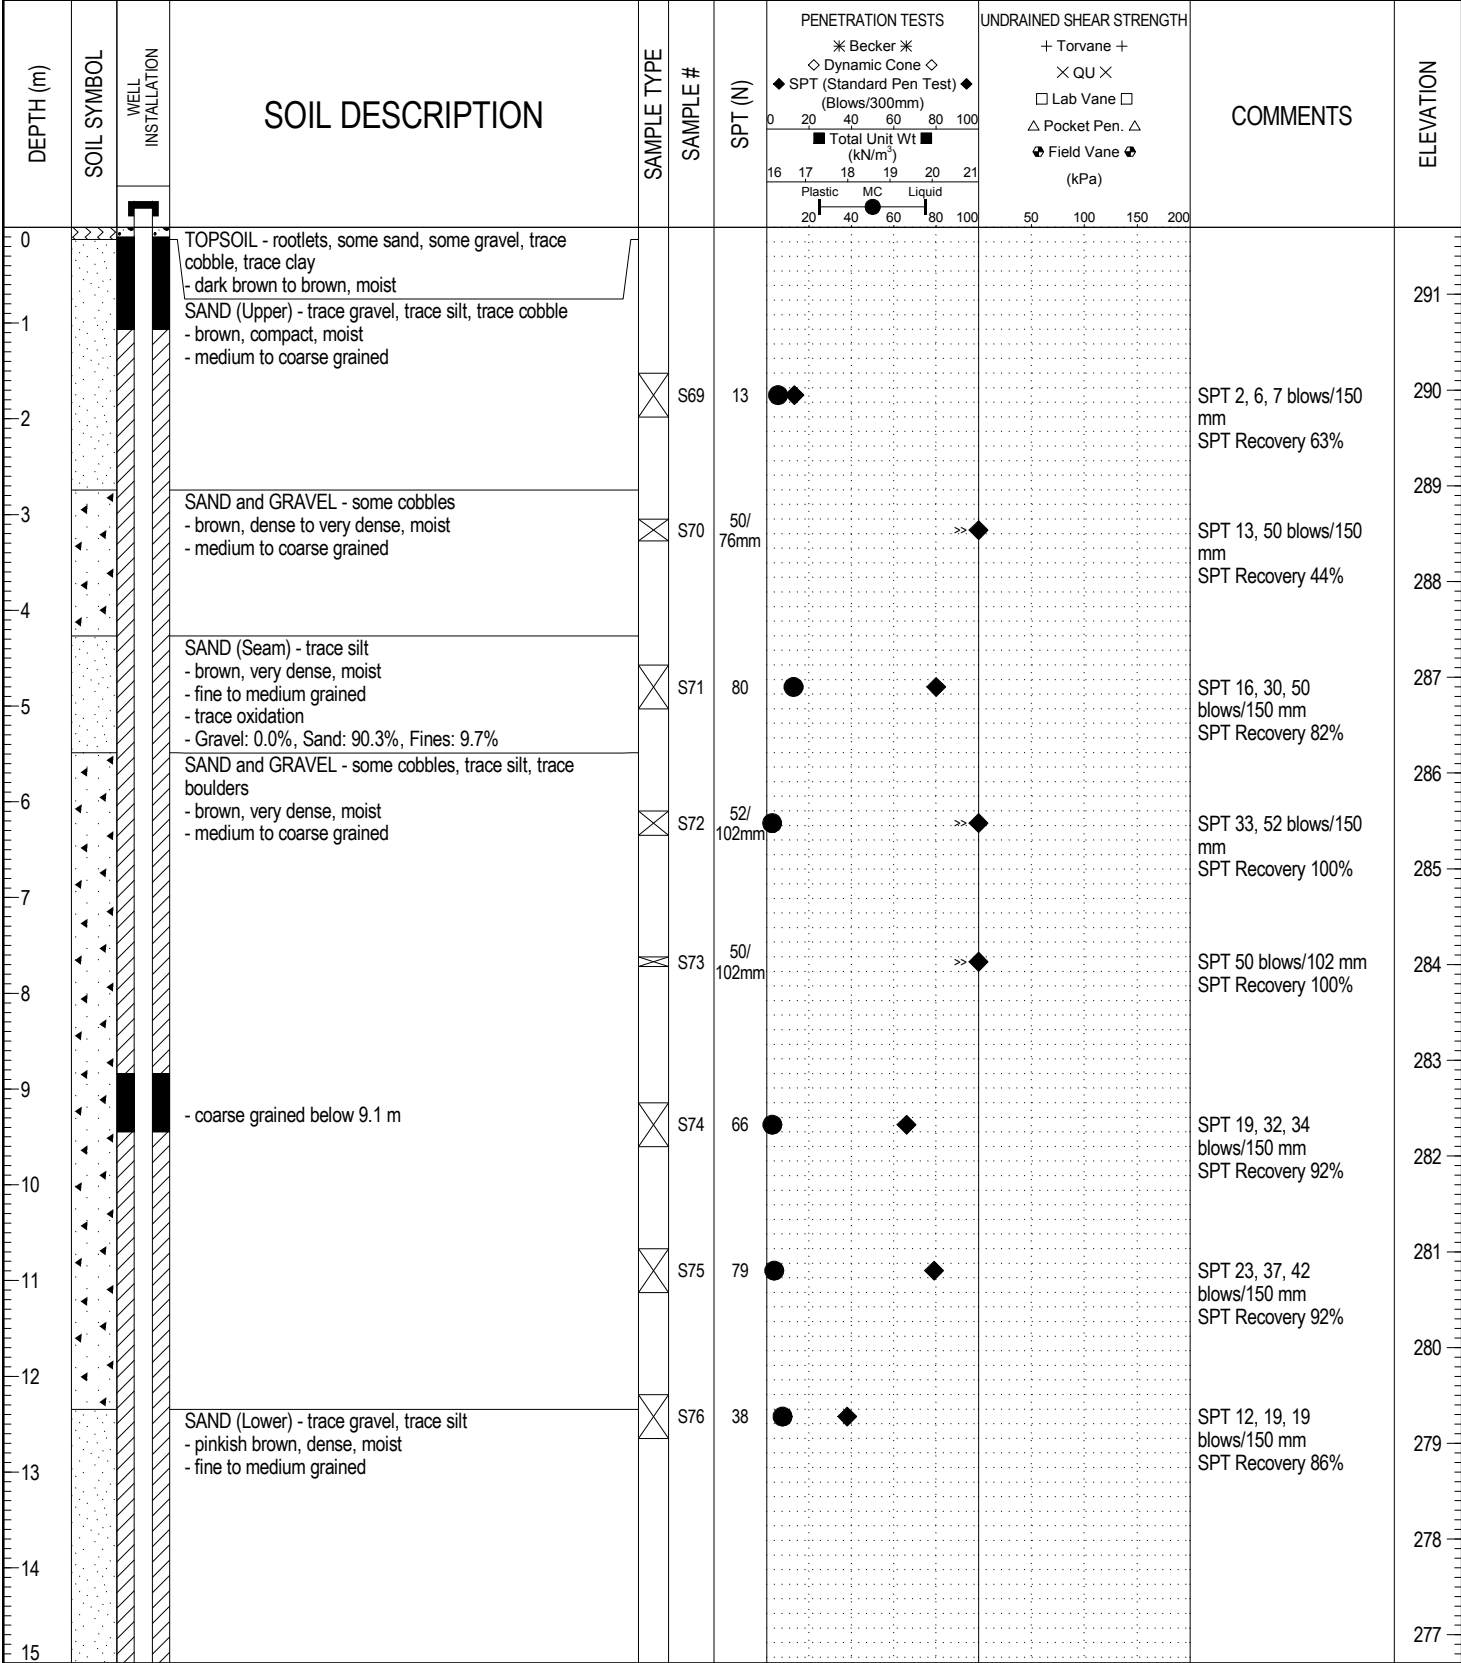 DEPTH (m)
SOIL SYMBOL
WELL
INSTALLATION
SOIL DESCRIPTION
SAMPLE TYPE
SAMPLE #
SPT (N)
PENETRATION TESTS
✳ Becker ✳
◇ Dynamic Cone ◇
◆ SPT (Standard Pen Test) ◆
(Blows/300mm)
0 20 40 60 80 100
■ Total Unit Wt ■
(kN/m³)
16 17 18 19 20 21
Plastic MC Liquid
20 40 60 80 100
UNDRAINED SHEAR STRENGTH
+ Torvane +
× QU ×
□ Lab Vane □
△ Pocket Pen. △
Field Vane
(kPa)
50 100 150 200
COMMENTS
ELEVATION
0
TOPSOIL - rootlets, some sand, some gravel, trace
cobble, trace clay
- dark brown to brown, moist
291
SAND (Upper) - trace gravel, trace silt, trace cobble
1
- brown, compact, moist
- medium to coarse grained
S69 13
SPT 2, 6, 7 blows/150
mm
SPT Recovery 63%
290
2
289
SAND and GRAVEL - some cobbles
3
- brown, dense to very dense, moist
- medium to coarse grained
S70
50/
76mm
>>
SPT 13, 50 blows/150
mm
SPT Recovery 44%
288
4
SAND (Seam) - trace silt
- brown, very dense, moist
- fine to medium grained
- trace oxidation
- Gravel: 0.0%, Sand: 90.3%, Fines: 9.7%
S71 80
SPT 16, 30, 50
blows/150 mm
SPT Recovery 82%
287
5
SAND and GRAVEL - some cobbles, trace silt, trace
boulders
- brown, very dense, moist
- medium to coarse grained
286
6
S72
52/
102mm
>>
SPT 33, 52 blows/150
mm
SPT Recovery 100%
285
7
S73
50/
102mm
>>
SPT 50 blows/102 mm
SPT Recovery 100%
284
8
283
9
- coarse grained below 9.1 m
S74 66
SPT 19, 32, 34
blows/150 mm
SPT Recovery 92%
282
10
281
S75 79
SPT 23, 37, 42
blows/150 mm
SPT Recovery 92%
11
280
12
SAND (Lower) - trace gravel, trace silt
- pinkish brown, dense, moist
- fine to medium grained
S76 38
SPT 12, 19, 19
blows/150 mm
SPT Recovery 86%
279
13
278
14
277
15